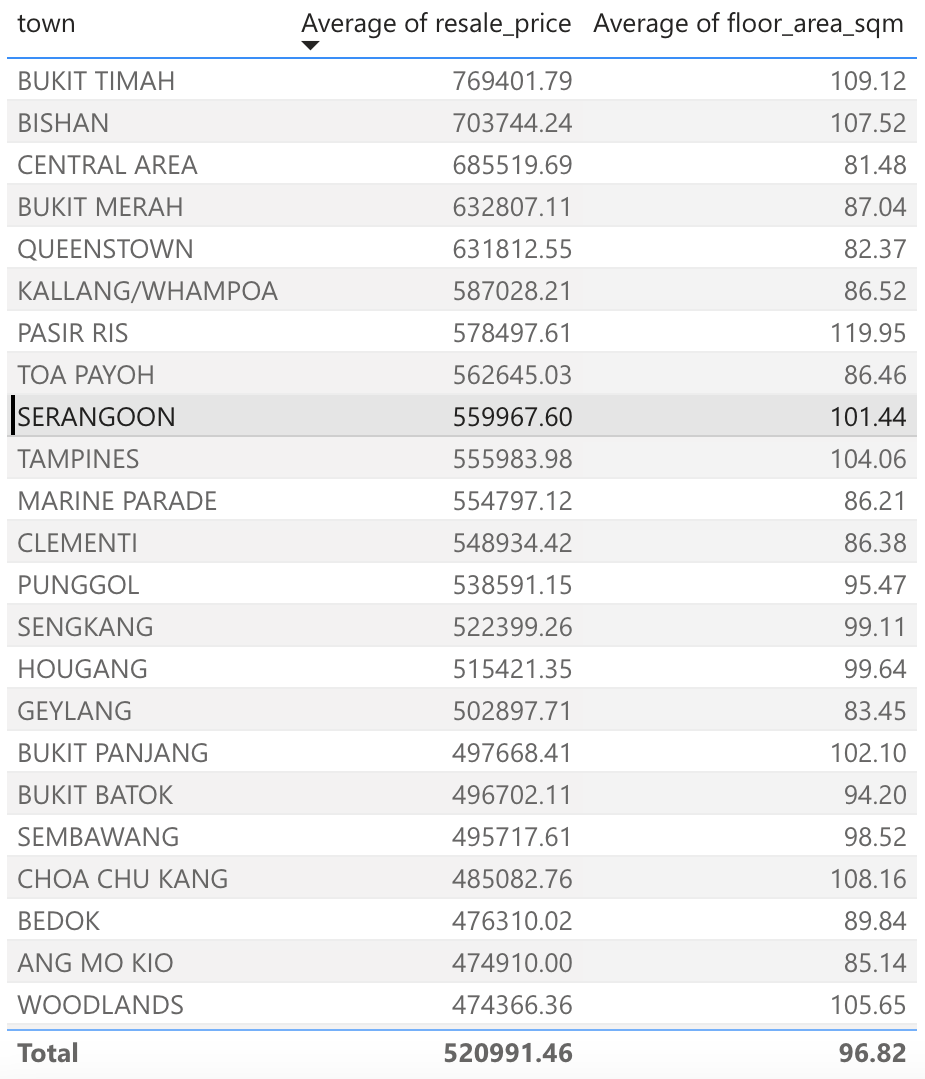 town Average of resale_price Average of floor_area_sqm
BUKIT TIMAH 769401.79 109.12
BISHAN 703744.24 107.52
CENTRAL AREA 685519.69 81.48
BUKIT MERAH 632807.11 87.04
QUEENSTOWN 631812.55 82.37
KALLANG/WHAMPOA 587028.21 86.52
PASIR RIS 578497.61 119.95
TOA PAYOH 562645.03 86.46
SERANGOON 559967.60 101.44
TAMPINES 555983.98 104.06
MARINE PARADE 554797.12 86.21
CLEMENTI 548934.42 86.38
PUNGGOL 538591.15 95.47
SENGKANG 522399.26 99.11
HOUGANG 515421.35 99.64
GEYLANG 502897.71 83.45
BUKIT PANJANG 497668.41 102.10
BUKIT BATOK 496702.11 94.20
SEMBAWANG 495717.61 98.52
CHOA CHU KANG 485082.76 108.16
BEDOK 476310.02 89.84
ANG MO KIO 474910.00 85.14
WOODLANDS 474366.36 105.65
Total 520991.46 96.82